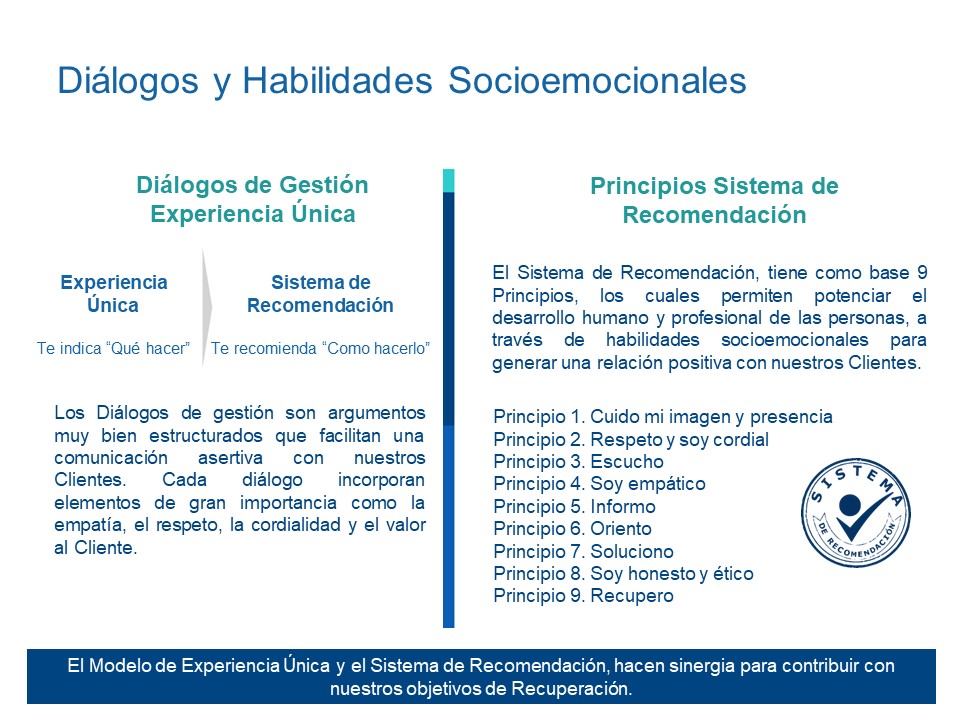 Diálogos y Habilidades Socioemocionales
Diálogos de Gestión
Experiencia Única
Experiencia
Única
Te indica “Qué hacer”
Sistema de
Recomendación
Te recomienda “Como hacerlo”
Los Diálogos de gestión son argumentos
muy bien estructurados que facilitan una
comunicación asertiva con nuestros
Clientes. Cada diálogo incorporan
elementos de gran importancia como la
empatía, el respeto, la cordialidad y el valor
al Cliente.
Principios Sistema de
Recomendación
El Sistema de Recomendación, tiene como base 9
Principios, los cuales permiten potenciar el
desarrollo humano y profesional de las personas, a
través de habilidades socioemocionales para
generar una relación positiva con nuestros Clientes.
Principio 1. Cuido mi imagen y presencia
Principio 2. Respeto y soy cordial
Principio 3. Escucho
Principio 4. Soy empático
Principio 5. Informo
Principio 6. Oriento
Principio 7. Soluciono
Principio 8. Soy honesto y ético
Principio 9. Recupero
SISTEMA
DE RECOMENDACIÓN
El Modelo de Experiencia Única y el Sistema de Recomendación, hacen sinergia para contribuir con
nuestros objetivos de Recuperación.